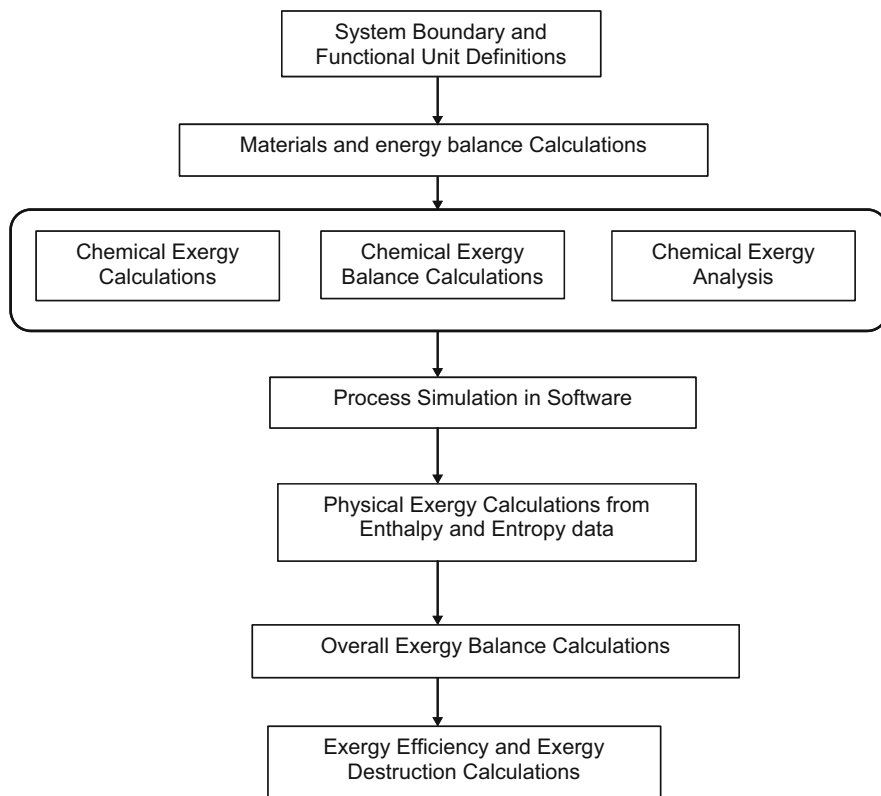 System Boundary and
Functional Unit Definitions
Materials and energy balance Calculations
Chemical Exergy
Calculations
Chemical Exergy
Balance Calculations
Chemical Exergy
Analysis
Process Simulation in Software
Physical Exergy Calculations from
Enthalpy and Entropy data
Overall Exergy Balance Calculations
Exergy Efficiency and Exergy
Destruction Calculations